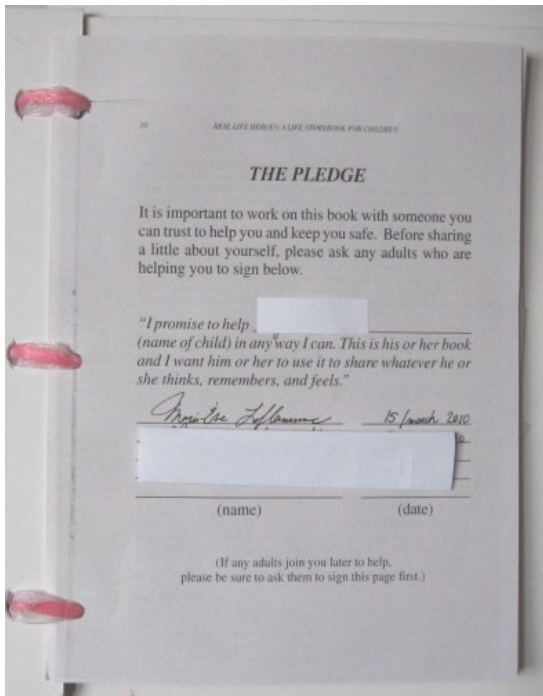 20 REAL LIFE HEROES: A LIFE STORYBOOK FOR CHILDREN
THE PLEDGE
It is important to work on this book with someone you
can trust to help you and keep you safe. Before sharing
a little about yourself, please ask any adults who are
helping you to sign below.
"I promise to help
(name of child) in any way I can. This is his or her book
and I want him or her to use it to share whatever he or
she thinks, remembers, and feels."
15/march 2010
(name) (date)
(If any adults join you later to help,
please be sure to ask them to sign this page first.)